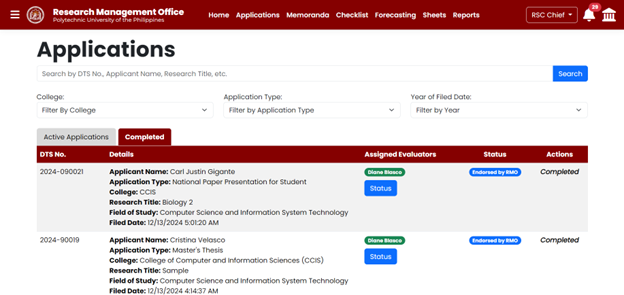 Research Management Office
Polytechnic University of the Philippines
Home Applications Memoranda Checklist Forecasting Sheets Reports
RSC Chief
29
Applications
Search by DTS No., Applicant Name, Research Title, etc.
Search
College: Application Type: Year of Filed Date:
Filter By College Filter by Application Type Filter by Year
Active Applications Completed
DTS No. Details Assigned Evaluators Status Actions
2024-090021 Applicant Name: Carl Justin Gigante Diane Blasco Endorsed by RMO Completed
Application Type: National Paper Presentation for Student
Status
College: CCIS
Research Title: Biology 2
Field of Study: Computer Science and Information System Technology
Filed Date: 12/13/2024 5:01:20 AM
2024-90019 Applicant Name: Cristina Velasco Diane Blasco Endorsed by RMO Completed
Application Type: Master's Thesis
Status
College: College of Computer and Information Sciences (CCIS)
Research Title: Sample
Field of Study: Computer Science and Information System Technology
Filed Date: 12/13/2024 4:14:37 AM